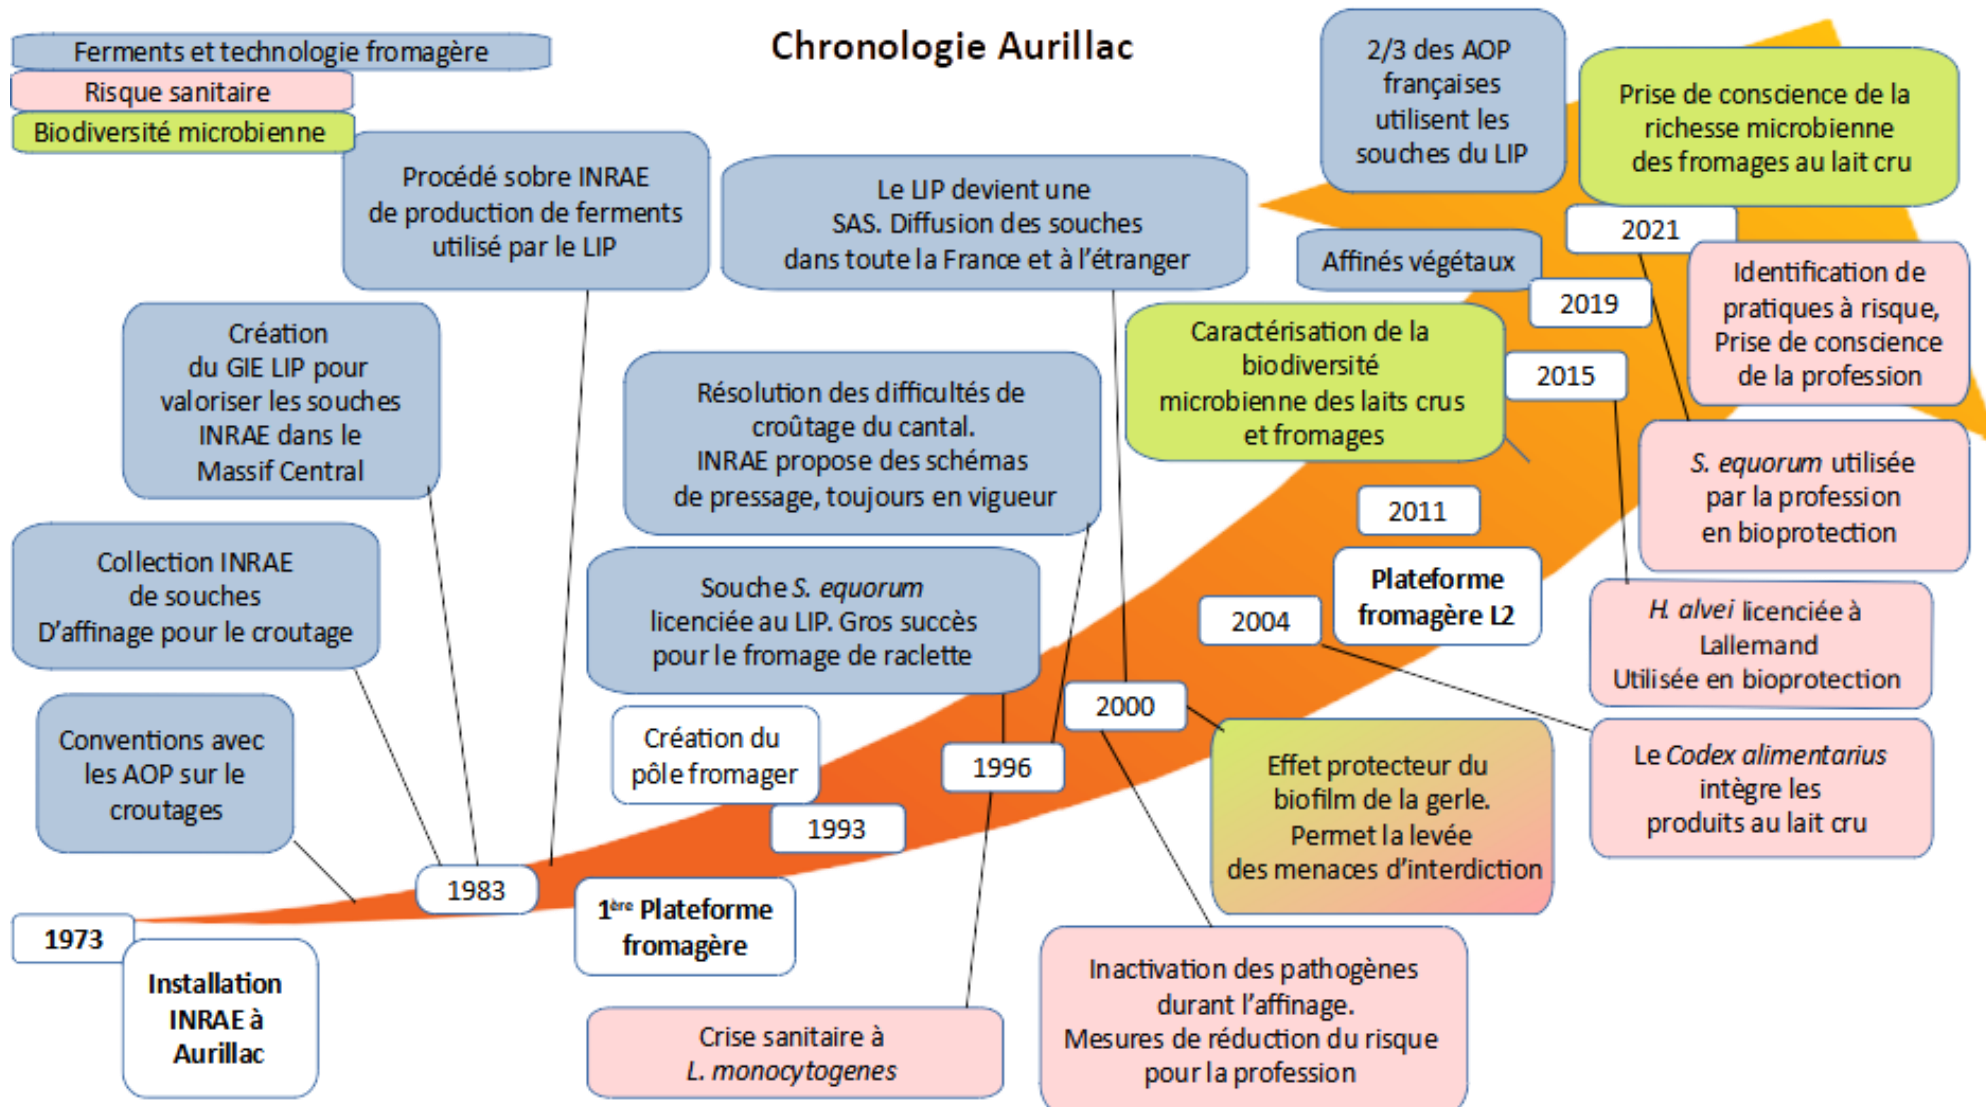 Chronologie Aurillac
Ferments et technologie fromagère
Risque sanitaire
Biodiversité microbienne
Procédé sobre INRAE
de production de ferments
utilisé par le LIP
Le LIP devient une
SAS. Diffusion des souches
dans toute la France et à l'étranger
2/3 des AOP
françaises
utilisent les
souches du LIP
Prise de conscience de la
richesse microbienne
des fromages au lait cru
2021
Affinés végétaux
2019
Identification de
pratiques à risque,
Prise de conscience
de la profession
Création
du GIE LIP pour
valoriser les souches
INRAE dans le
Massif Central
Résolution des difficultés de
croûtage du cantal.
INRAE propose des schémas
de pressage, toujours en vigueur
Caractérisation de la
biodiversité
microbienne des laits crus
et fromages
2015
S. equorum utilisée
par la profession
en bioprotection
2011
Plateforme
fromagère L2
Collection INRAE
de souches
D'affinage pour le croutage
Souche S. equorum
licenciée au LIP. Gros succès
pour le fromage de raclette
2004
H. alvei licenciée à
Lallemand
Utilisée en bioprotection
Conventions avec
les AOP sur le
croutages
Création du
pôle fromager
1993
1996
2000
Effet protecteur du
biofilm de la gerle.
Permet la levée
des menaces d'interdiction
Le Codex alimentarius
intègre les
produits au lait cru
1983
1ère Plateforme
fromagère
1973
Installation
INRAE à
Aurillac
Crise sanitaire à
L. monocytogenes
Inactivation des pathogènes
durant l'affinage.
Mesures de réduction du risque
pour la profession